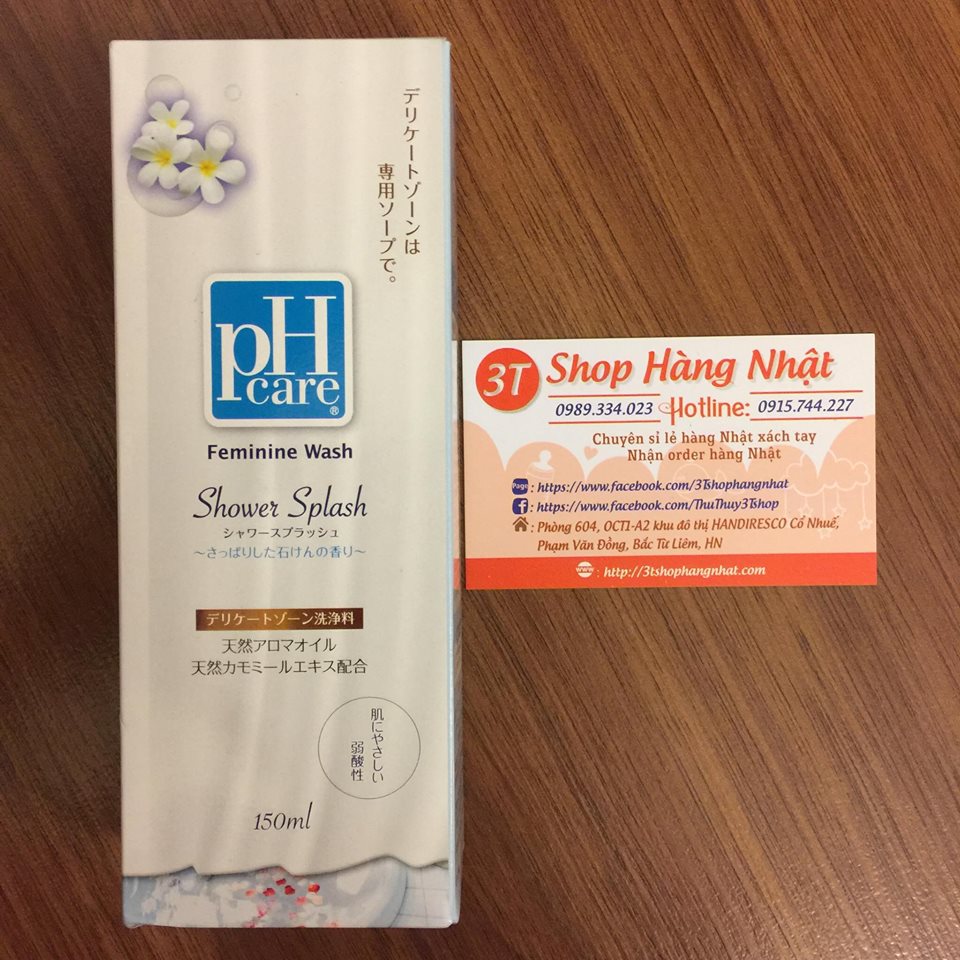 デリケートゾーンは
専用ソープで。
pH
care®
Feminine Wash
Shower Splash
シャワースプラッシュ
～さっぱりした石けんの香り～
デリケートゾーン洗浄料
天然アロマオイル
天然カモミールエキス配合
肌にやさしい
弱酸性
150ml
3T Shop Hàng Nhật
0989.334.023 Hotline: 0915.744.227
Chuyên sỉ lẻ hàng Nhật xách tay
Nhận order hàng Nhật
Page : https://www.facebook.com/3Tshophangnhat
f : https://www.facebook.com/ThuThuy3Tshop
: Phòng 604, OCT1-A2 khu đô thị HANDIRESCO Cổ Nhuế,
Phạm Văn Đồng, Bắc Từ Liêm, HN
www : http://3tshophangnhat.com